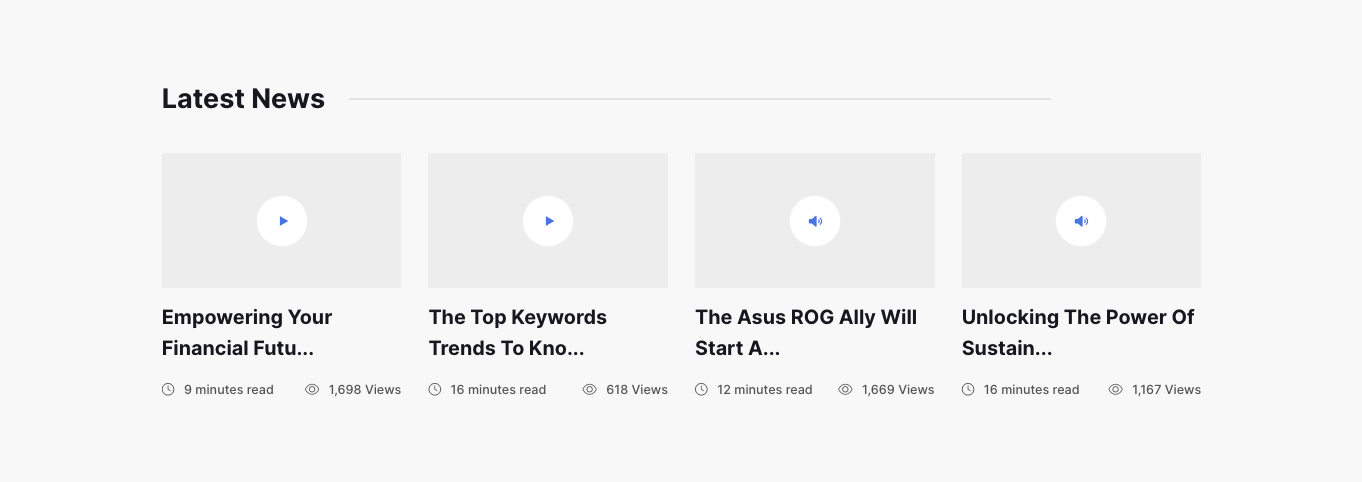 Latest News
Empowering Your
Financial Futu...
9 minutes read
1,698 Views
The Top Keywords
Trends To Kno...
16 minutes read
618 Views
The Asus ROG Ally Will
Start A...
12 minutes read
1,669 Views
Unlocking The Power Of
Sustain...
16 minutes read
1,167 Views